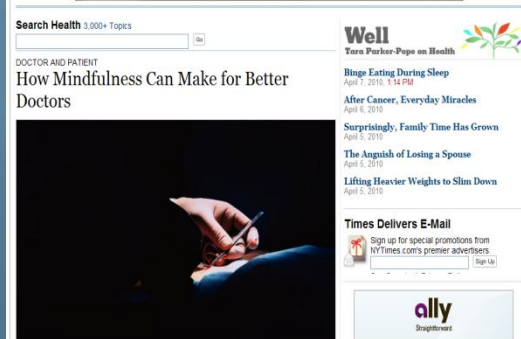 Search Health 3,000+ Topics
Go
DOCTOR AND PATIENT
How Mindfulness Can Make for Better
Doctors
Well
Tara Parker-Pope on Health
Binge Eating During Sleep
April 7, 2010, 1:14 PM
After Cancer, Everyday Miracles
April 6, 2010
Surprisingly, Family Time Has Grown
April 5, 2010
The Anguish of Losing a Spouse
April 5, 2010
Lifting Heavier Weights to Slim Down
April 5, 2010
Times Delivers E-Mail
Sign up for special promotions from
NYTimes.com's premier advertisers.
Sign Up
ally
Straightforward